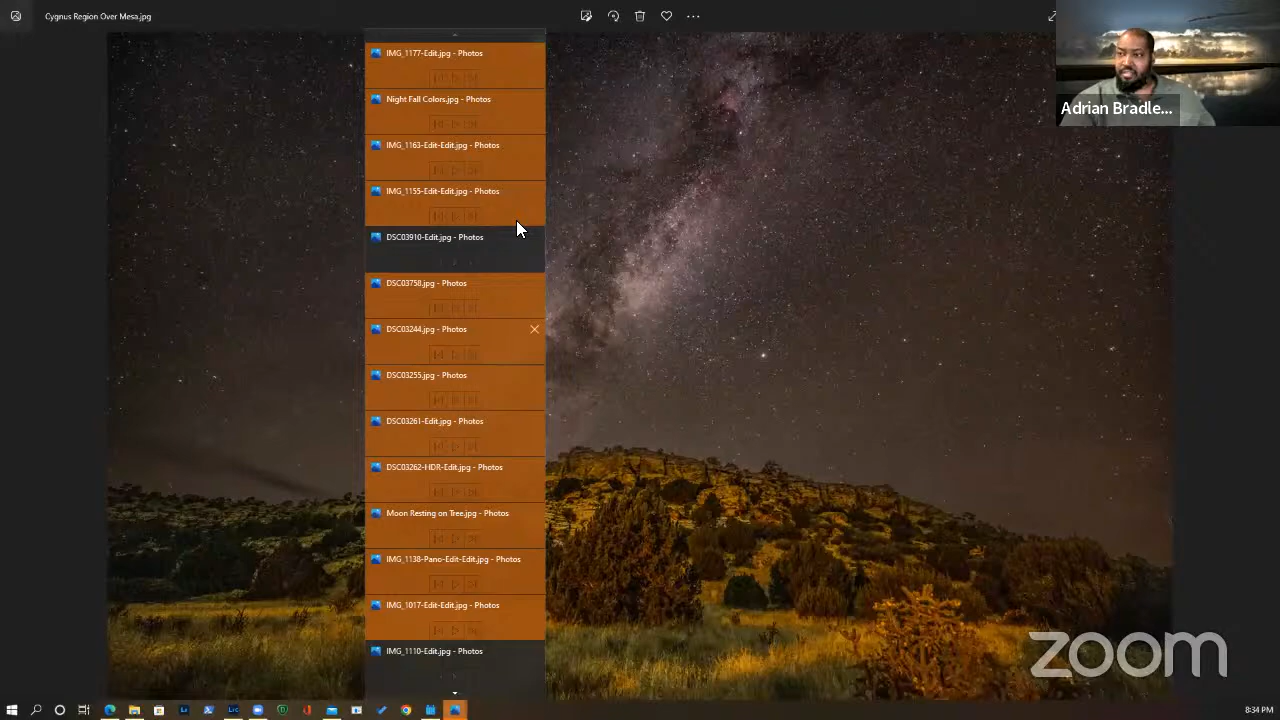 Cygnus Region Over Mesa.jpg
IMG_1177-Edit.jpg - Photos
Night Fall Colors.jpg - Photos
IMG_1163-Edit-Edit.jpg - Photos
IMG_1155-Edit-Edit.jpg - Photos
DSC03910-Edit.jpg - Photos
DSC03758.jpg - Photos
DSC03244.jpg - Photos
DSC03255.jpg - Photos
DSC03261-Edit.jpg - Photos
DSC03262-HDR-Edit.jpg - Photos
Moon Resting on Tree.jpg - Photos
IMG_1138-Pano-Edit-Edit.jpg - Photos
IMG_1017-Edit-Edit.jpg - Photos
IMG_1110-Edit.jpg - Photos
Adrian Bradle...
zoom
Lr
LrC
8:34 PM